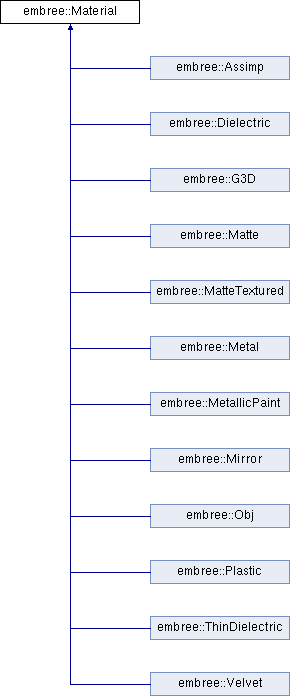 embree::Material
embree::Assimp
embree::Dielectric
embree::G3D
embree::Matte
embree::MatteTextured
embree::Metal
embree::MetallicPaint
embree::Mirror
embree::Obj
embree::Plastic
embree::ThinDielectric
embree::Velvet